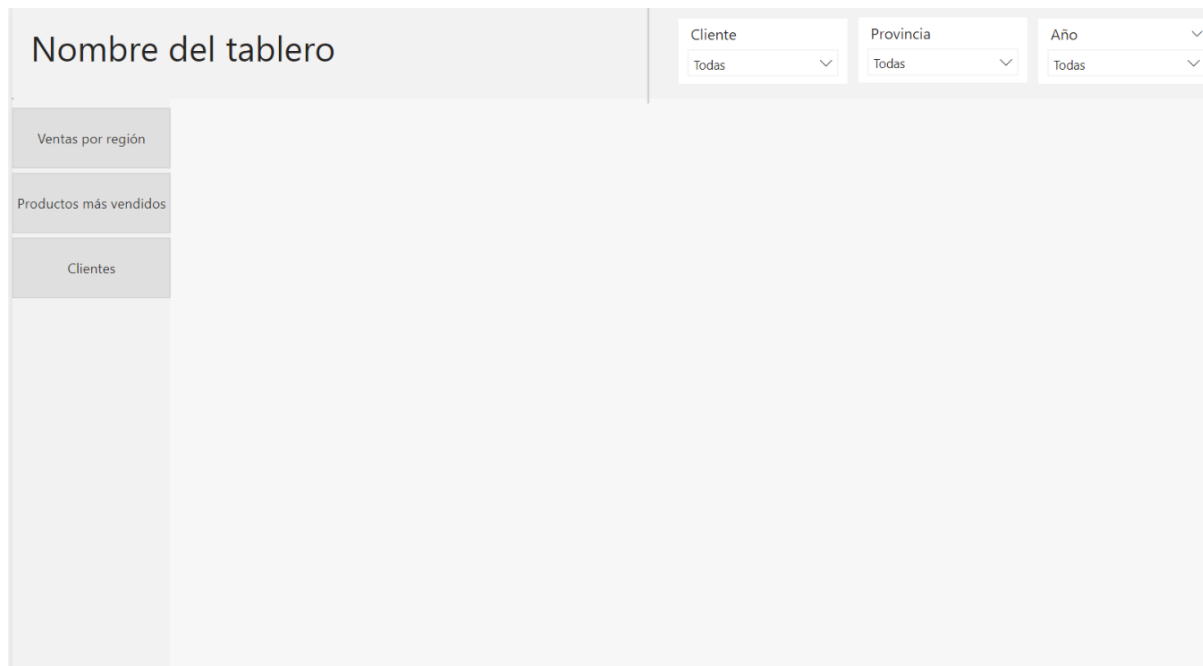 Nombre del tablero
Cliente
Todas
Provincia
Todas
Año
Todas
Ventas por región
Productos más vendidos
Clientes